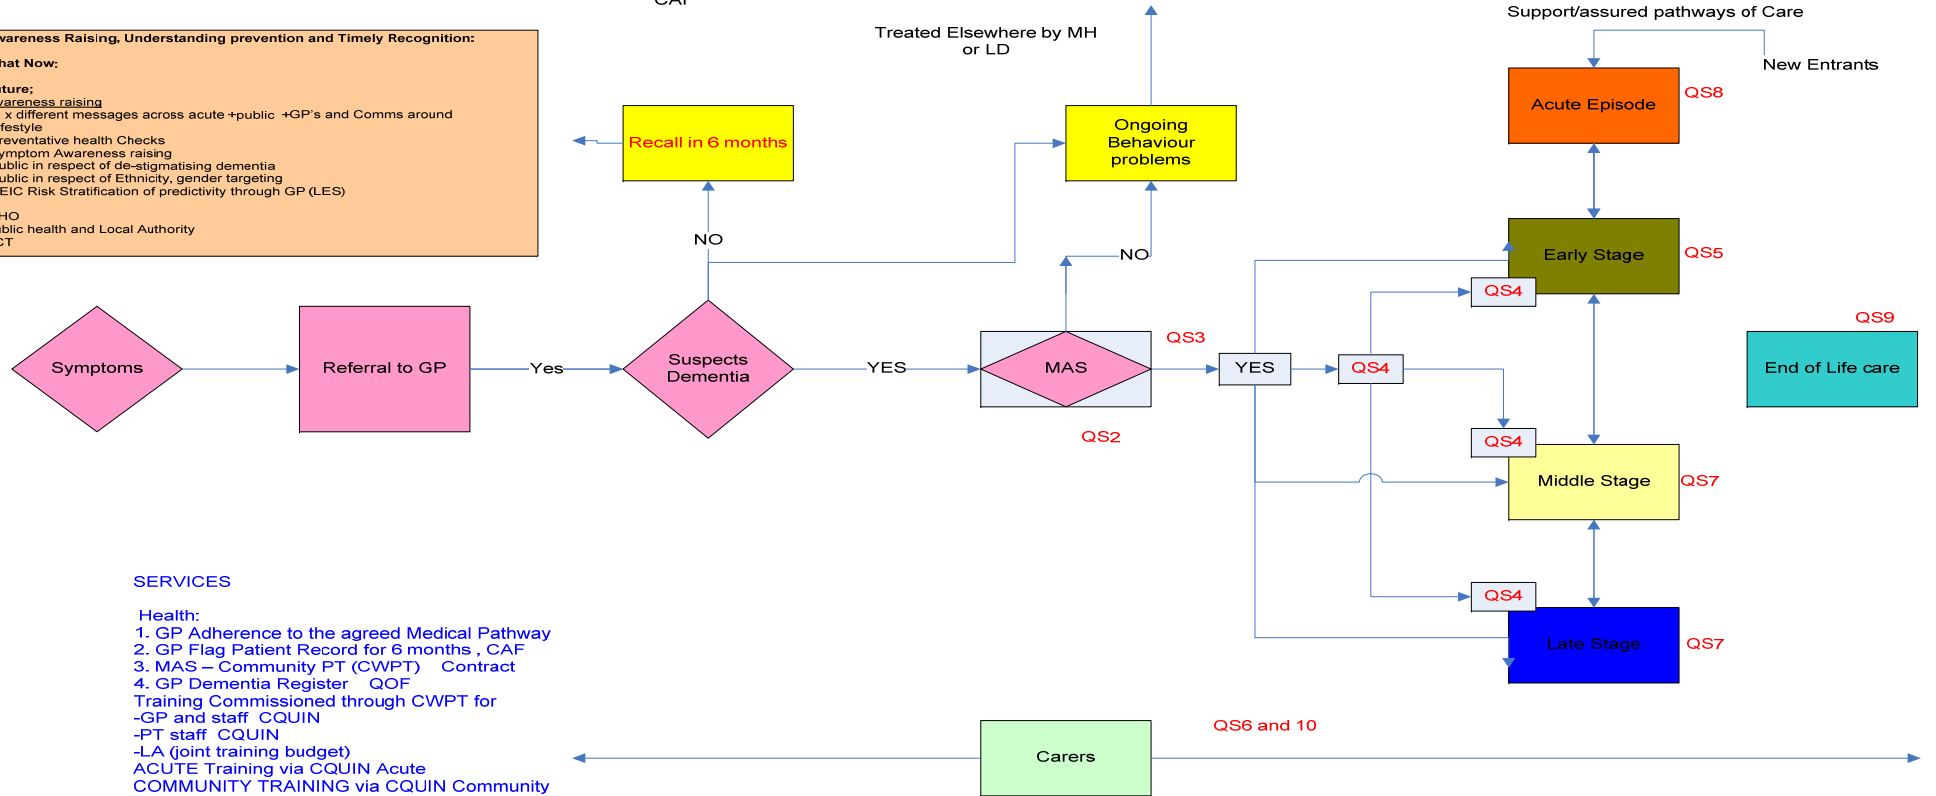 Support/assured pathways of Care
Treated Elsewhere by MH
or LD
wareness Raising, Understanding prevention and Timely Recognition:
hat Now:
uture;
wareness raising
x different messages across acute +public +GP's and Comms around
festyle
reventative health Checks
ymptom Awareness raising
ublic in respect of de-stigmatising dementia
ublic in respect of Ethnicity, gender targeting
EIC Risk Stratification of predictivity through GP (LES)
HO
ublic health and Local Authority
CT
New Entrants
Acute Episode
QS8
Recall in 6 months
Ongoing
Behaviour
problems
NO
NO
Early Stage
QS5
QS4
QS9
QS3
Symptoms
Referral to GP
Yes
Suspects
Dementia
YES
MAS
YES
QS4
End of Life care
QS2
QS4
Middle Stage
QS7
QS4
Late Stage
QS7
SERVICES
Health:
1. GP Adherence to the agreed Medical Pathway
2. GP Flag Patient Record for 6 months , CAF
3. MAS – Community PT (CWPT) Contract
4. GP Dementia Register QOF
Training Commissioned through CWPT for
-GP and staff CQUIN
-PT staff CQUIN
-LA (joint training budget)
ACUTE Training via CQUIN Acute
COMMUNITY TRAINING via CQUIN Community
QS6 and 10
Carers